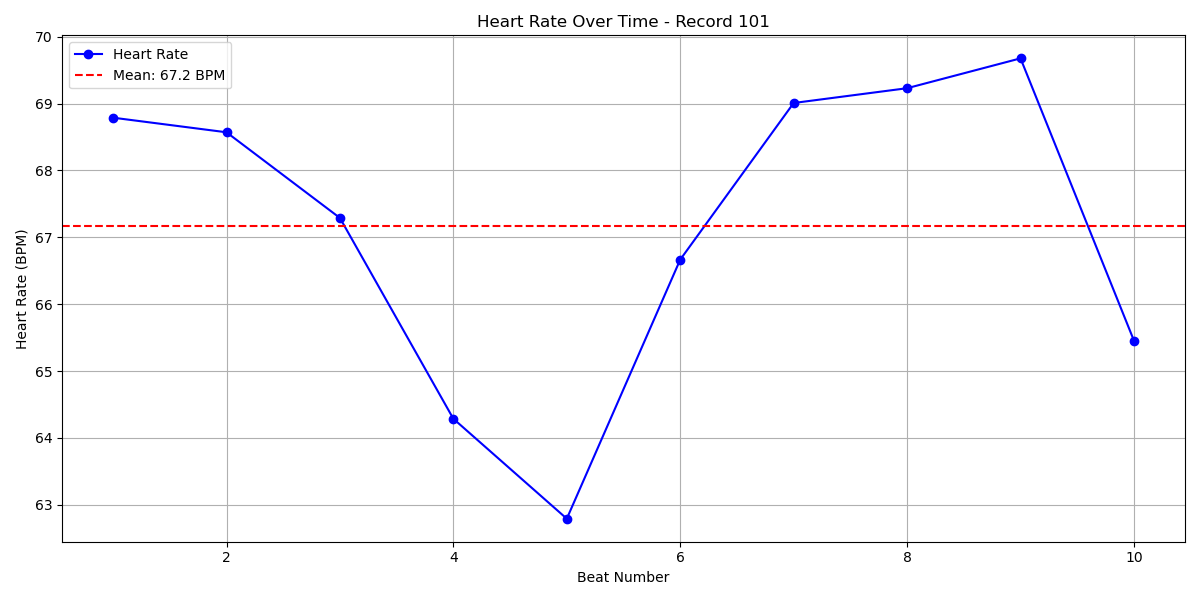 Heart Rate Over Time - Record 101
Heart Rate
Mean: 67.2 BPM
Heart Rate (BPM)
70
69
68
67
66
65
64
63
2 4 6 8 10
Beat Number